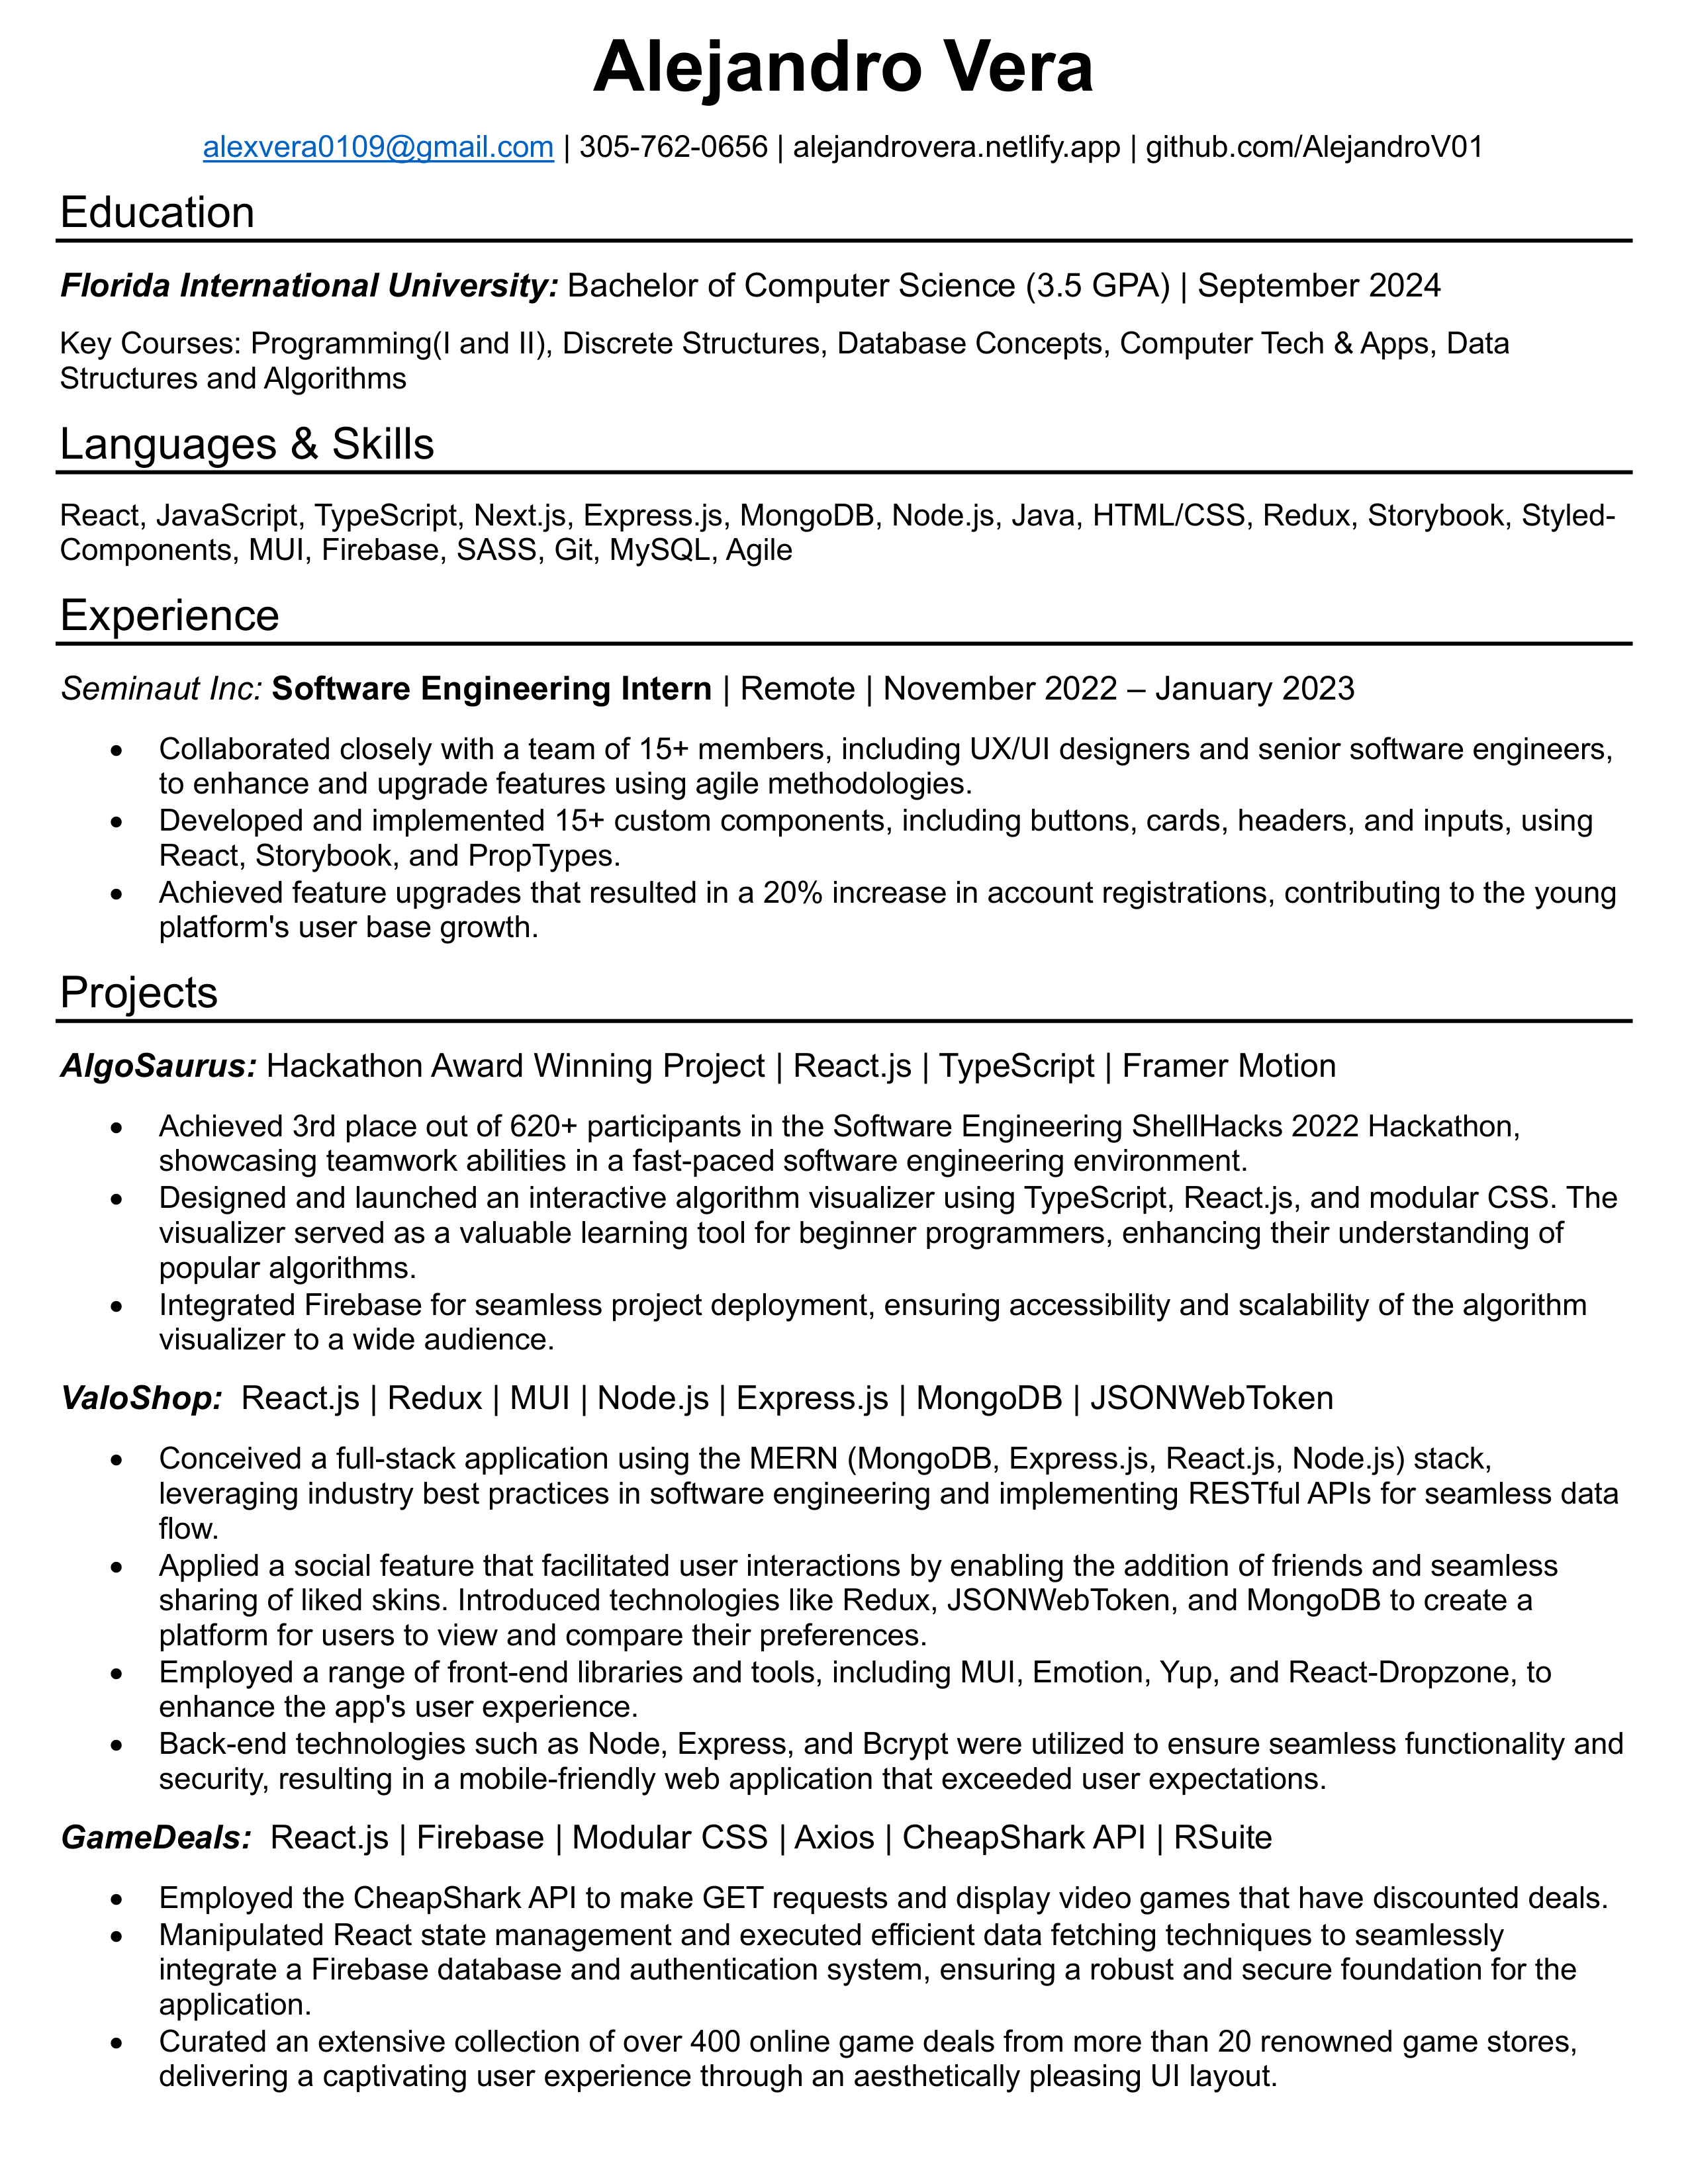 Alejandro Vera
alexvera0109@gmail.com | 305-762-0656 | alejandrovera.netlify.app | github.com/AlejandroV01
Education
Florida International University: Bachelor of Computer Science (3.5 GPA) | September 2024
Key Courses: Programming(I and II), Discrete Structures, Database Concepts, Computer Tech & Apps, Data
Structures and Algorithms
Languages & Skills
React, JavaScript, TypeScript, Next.js, Express.js, MongoDB, Node.js, Java, HTML/CSS, Redux, Storybook, Styled-
Components, MUI, Firebase, SASS, Git, MySQL, Agile
Experience
Seminaut Inc: Software Engineering Intern | Remote | November 2022 – January 2023
• Collaborated closely with a team of 15+ members, including UX/UI designers and senior software engineers,
to enhance and upgrade features using agile methodologies.
• Developed and implemented 15+ custom components, including buttons, cards, headers, and inputs, using
React, Storybook, and PropTypes.
• Achieved feature upgrades that resulted in a 20% increase in account registrations, contributing to the young
platform's user base growth.
Projects
AlgoSaurus: Hackathon Award Winning Project | React.js | TypeScript | Framer Motion
• Achieved 3rd place out of 620+ participants in the Software Engineering ShellHacks 2022 Hackathon,
showcasing teamwork abilities in a fast-paced software engineering environment.
• Designed and launched an interactive algorithm visualizer using TypeScript, React.js, and modular CSS. The
visualizer served as a valuable learning tool for beginner programmers, enhancing their understanding of
popular algorithms.
• Integrated Firebase for seamless project deployment, ensuring accessibility and scalability of the algorithm
visualizer to a wide audience.
ValoShop: React.js | Redux | MUI | Node.js | Express.js | MongoDB | JSONWebToken
• Conceived a full-stack application using the MERN (MongoDB, Express.js, React.js, Node.js) stack,
leveraging industry best practices in software engineering and implementing RESTful APIs for seamless data
flow.
• Applied a social feature that facilitated user interactions by enabling the addition of friends and seamless
sharing of liked skins. Introduced technologies like Redux, JSONWebToken, and MongoDB to create a
platform for users to view and compare their preferences.
• Employed a range of front-end libraries and tools, including MUI, Emotion, Yup, and React-Dropzone, to
enhance the app's user experience.
• Back-end technologies such as Node, Express, and Bcrypt were utilized to ensure seamless functionality and
security, resulting in a mobile-friendly web application that exceeded user expectations.
GameDeals: React.js | Firebase | Modular CSS | Axios | CheapShark API | RSuite
• Employed the CheapShark API to make GET requests and display video games that have discounted deals.
• Manipulated React state management and executed efficient data fetching techniques to seamlessly
integrate a Firebase database and authentication system, ensuring a robust and secure foundation for the
application.
• Curated an extensive collection of over 400 online game deals from more than 20 renowned game stores,
delivering a captivating user experience through an aesthetically pleasing UI layout.